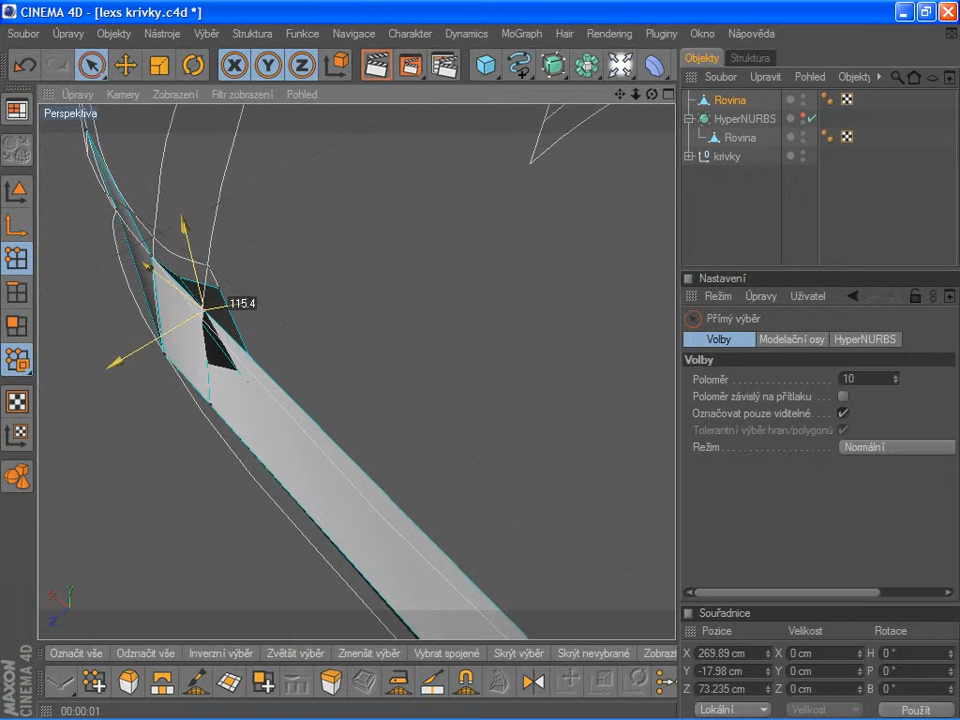 CINEMA 4D - [lexs krivky.c4d *]
Soubor Úpravy Objekty Nástroje Výběr Struktura Funkce Navigace Charakter Dynamics MoGraph Hair Rendering Pluginy Okno Nápověda
Objekty Struktura
Soubor Upravit Pohled Objekty
Úpravy Kamery Zobrazení Filtr zobrazení Pohled
Perspektiva
Rovina
HyperNURBS
Rovina
krivky
115.4
Nastavení
Režim Úpravy Uživatel
Přímý výběr
Volby Modelační osy HyperNURBS
Volby
Poloměr 10
Poloměr závislý na přítlaku
Označovat pouze viditelné
Tolerantní výběr hran/polygonů
Režim Normální
Souřadnice
Pozice Velikost Rotace
X 269.89 cm X 0 cm H 0 °
Y -17.98 cm Y 0 cm P 0 °
Z 73.235 cm Z 0 cm B 0 °
Lokální Velikost Použít
Označit vše Odznačit vše Inverzní výběr Zvětšit výběr Zmenšit výběr Vybrat spojené Skrýt výběr Skrýt nevybrané Zobrazi
MAXON CINEMA 4D
00:00:01
X Y Z